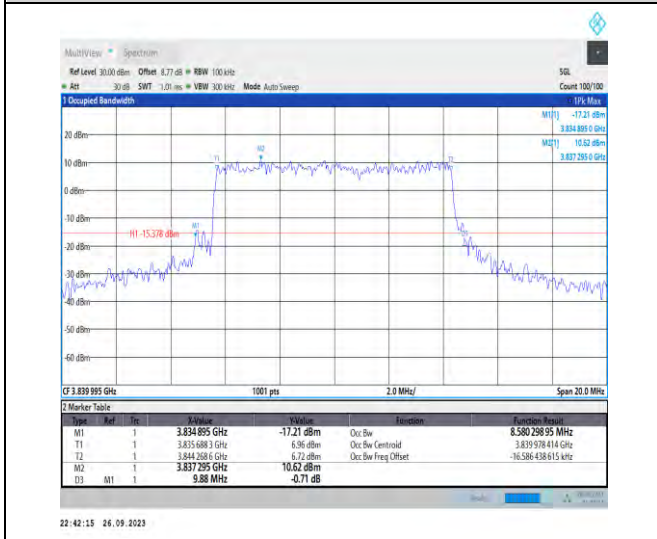 MultiView Spectrum
Ref Level 30.00 dBm Offset 8.77 dB RBW 100 kHz SGL
Att 30 dB SWT 1.01 ms VBW 300 kHz Mode Auto Sweep Count 100/100
1 Occupied Bandwidth 1Pk Max
M1[1] -17.21 dBm
3.834 895 0 GHz
M2[1] 10.62 dBm
3.837 295 0 GHz
20 dBm
M2
T1
10 dBm
0 dBm
-10 dBm
M1
H1 -15.378 dBm
-20 dBm
-30 dBm
-40 dBm
-50 dBm
-60 dBm
CF 3.839 995 GHz 1001 pts 2.0 MHz/ Span 20.0 MHz
2 Marker Table
Type Ref Trc X-Value Y-Value Function Function Result
M1 1 3.834 895 GHz -17.21 dBm Occ Bw 8.580 298 95 MHz
T1 1 3.835 688 3 GHz 6.96 dBm Occ Bw Centroid 3.839 978 414 GHz
T2 1 3.844 268 6 GHz 6.72 dBm Occ Bw Freq Offset -16.586 438 615 kHz
M2 1 3.837 295 GHz 10.62 dBm
D3 M1 1 9.88 MHz -0.71 dB
22:42:15 26.09.2023